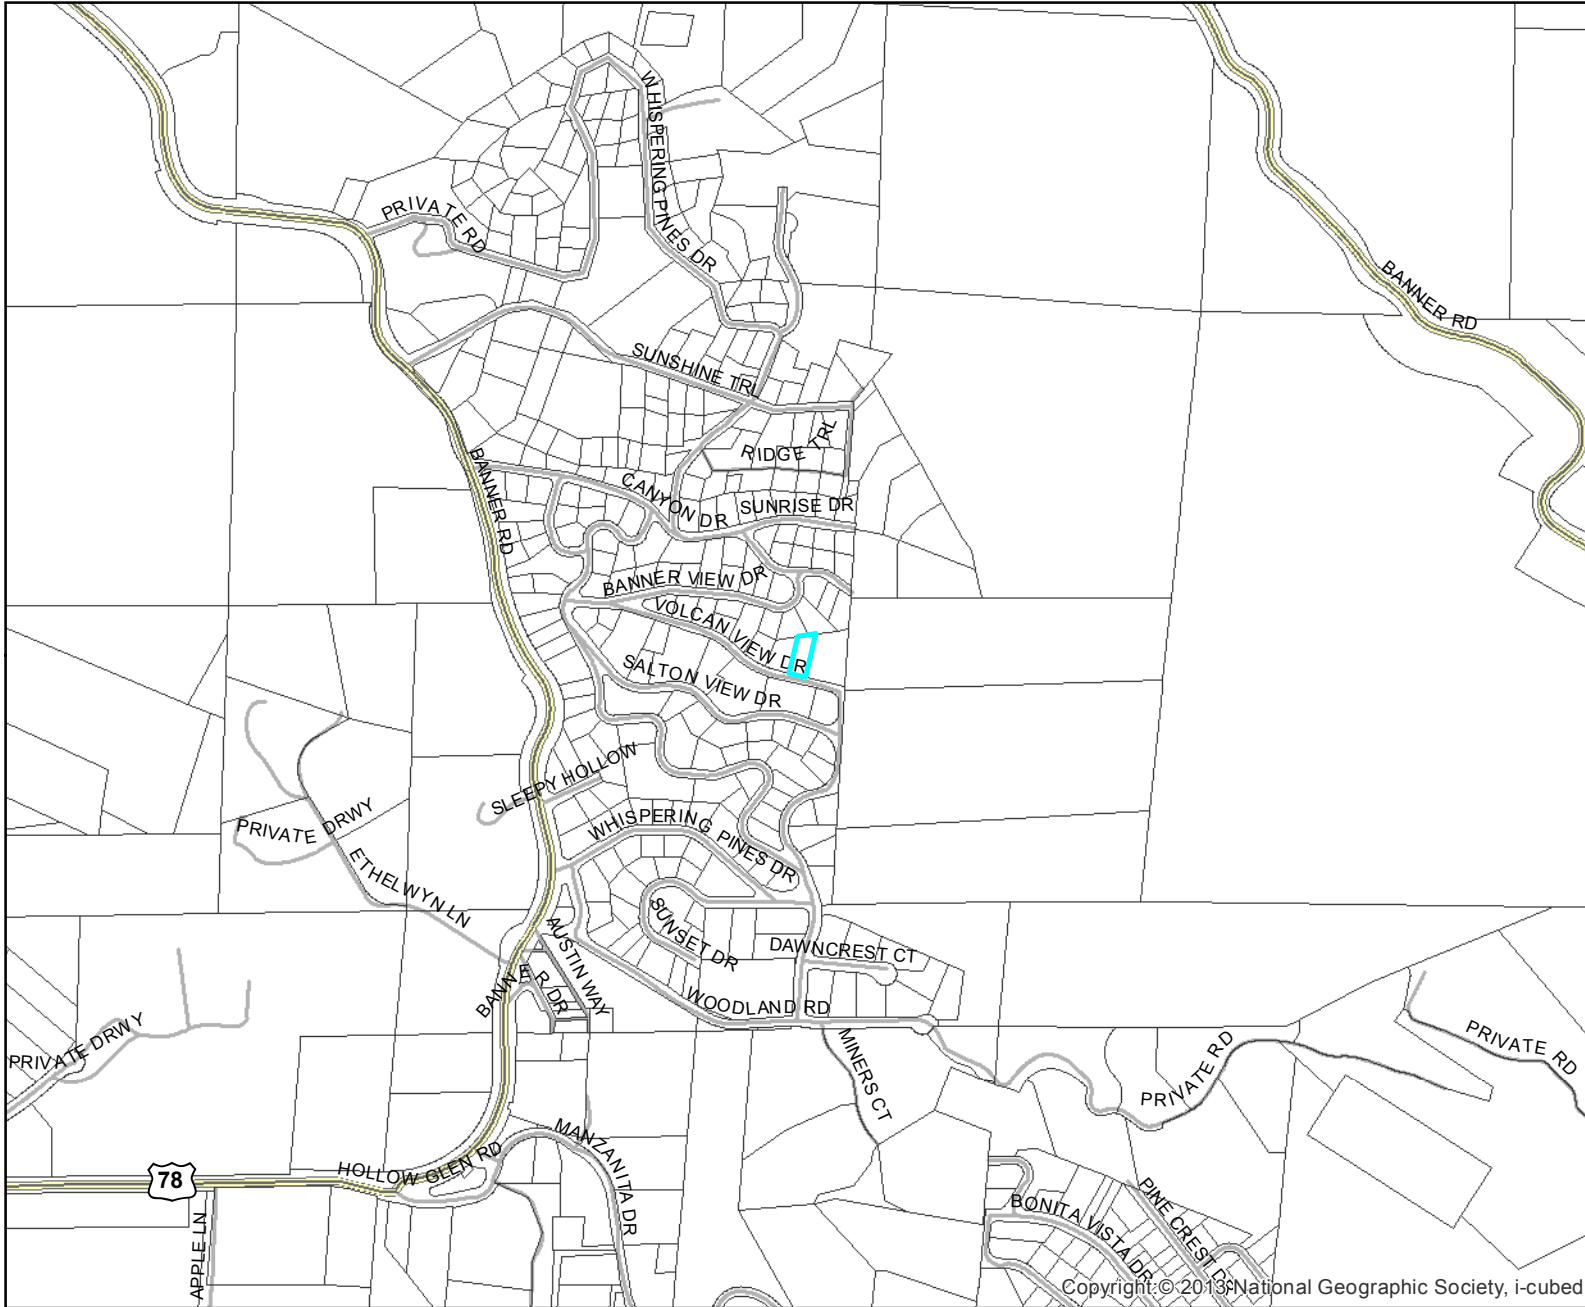 WHISPERING PINES DR
PRIVATE RD
BANNER RD
SUNSHINE TRL
RIDGE TRL
BANNER RD
CANYON DR
SUNRISE DR
BANNER VIEW DR
VOLCAN VIEW DR
SALTON VIEW DR
SLEEPY HOLLOW
PRIVATE DRWY
WHISPERING PINES DR
ETHELWYN LN
SUNSET DR
AUSTIN WAY
DAWNCREST CT
BANNER DR
WOODLAND RD
PRIVATE DRWY
MINERS CT
PRIVATE RD
PRIVATE RD
MANZANITA DR
HOLLOW GLEN RD
78
APPLE LN
BONITA VISTA DR
PINE CREST DR
Copyright:© 2013 National Geographic Society, i-cubed